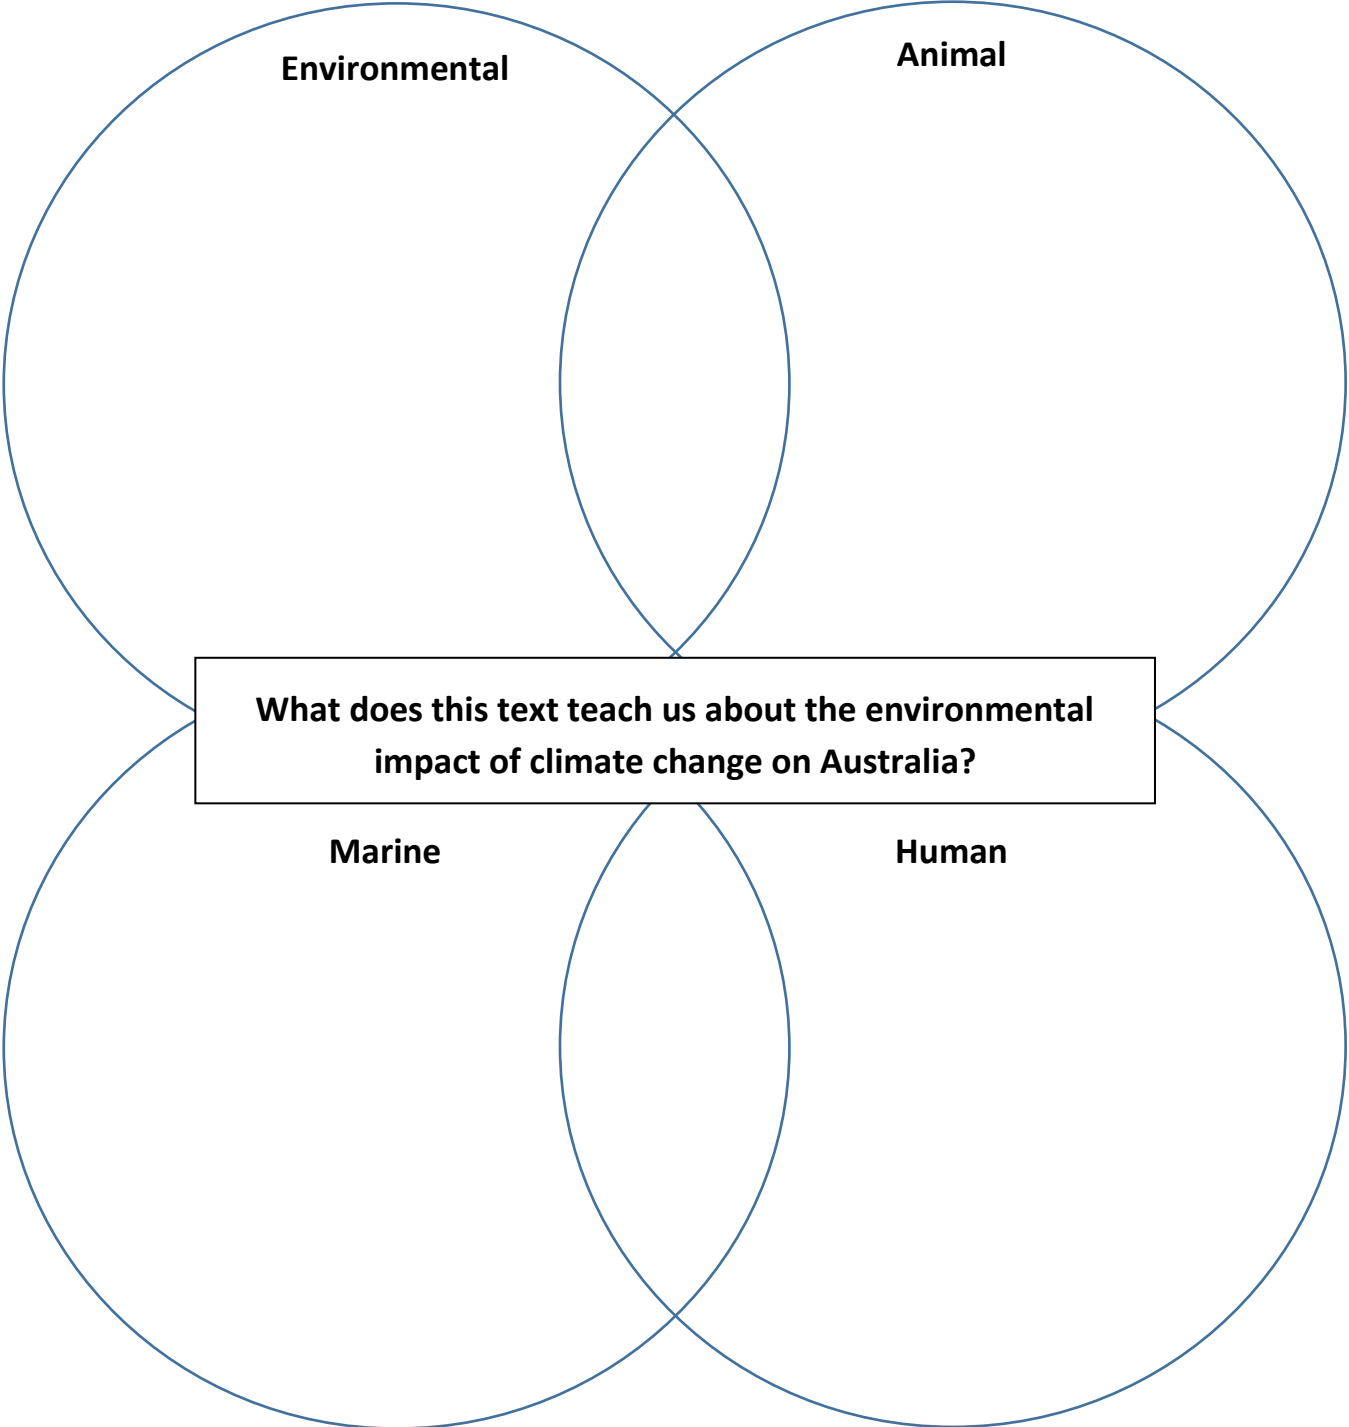 Environmental
Animal
What does this text teach us about the environmental
impact of climate change on Australia?
Marine
Human